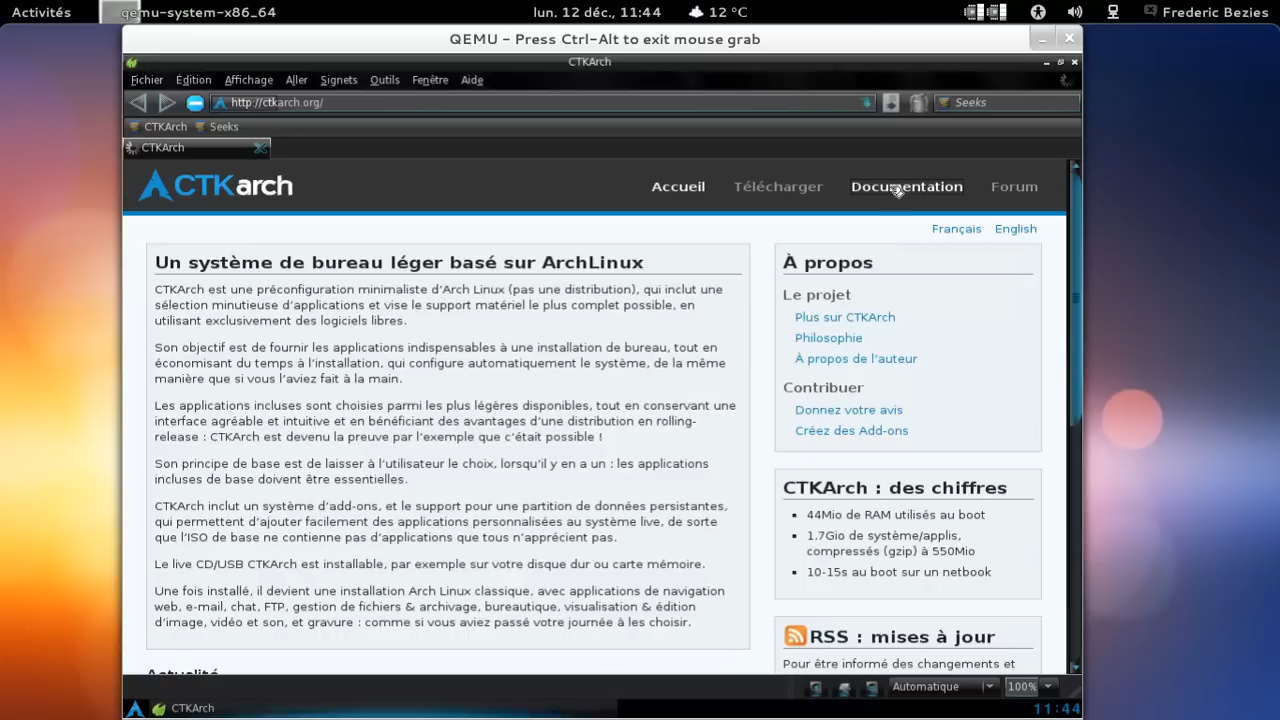 Activités
qemu-system-x86_64
lun. 12 déc., 11:44
12 °C
Frederic Bezies
QEMU – Press Ctrl-Alt to exit mouse grab
CTKArch
Fichier Édition Affichage Aller Signets Outils Fenêtre Aide
http://ctkarch.org/
Seeks
CTKArch Seeks
CTKArch
CTKarch
Accueil Télécharger Documentation Forum
Français English
Un système de bureau léger basé sur ArchLinux
CTKArch est une préconfiguration minimaliste d’Arch Linux (pas une distribution), qui inclut une
sélection minutieuse d’applications et vise le support matériel le plus complet possible, en
utilisant exclusivement des logiciels libres.
Son objectif est de fournir les applications indispensables à une installation de bureau, tout en
économisant du temps à l’installation, qui configure automatiquement le système, de la même
manière que si vous l’aviez fait à la main.
Les applications incluses sont choisies parmi les plus légères disponibles, tout en conservant une
interface agréable et intuitive et en bénéficiant des avantages d’une distribution en rolling-
release : CTKArch est devenu la preuve par l’exemple que c’était possible !
Son principe de base est de laisser à l’utilisateur le choix, lorsqu’il y en a un : les applications
incluses de base doivent être essentielles.
CTKArch inclut un système d’add-ons, et le support pour une partition de données persistantes,
qui permettent d’ajouter facilement des applications personnalisées au système live, de sorte
que l’ISO de base ne contienne pas d’applications que tous n’apprécient pas.
Le live CD/USB CTKArch est installable, par exemple sur votre disque dur ou carte mémoire.
Une fois installé, il devient une installation Arch Linux classique, avec applications de navigation
web, e-mail, chat, FTP, gestion de fichiers & archivage, bureautique, visualisation & édition
d’image, vidéo et son, et gravure : comme si vous aviez passé votre journée à les choisir.
Actualité
À propos
Le projet
Plus sur CTKArch
Philosophie
À propos de l’auteur
Contribuer
Donnez votre avis
Créez des Add-ons
CTKArch : des chiffres
44Mio de RAM utilisés au boot
1.7Gio de système/applis,
compressés (gzip) à 550Mio
10-15s au boot sur un netbook
RSS : mises à jour
Pour être informé des changements et
Automatique
100%
CTKArch
11:44